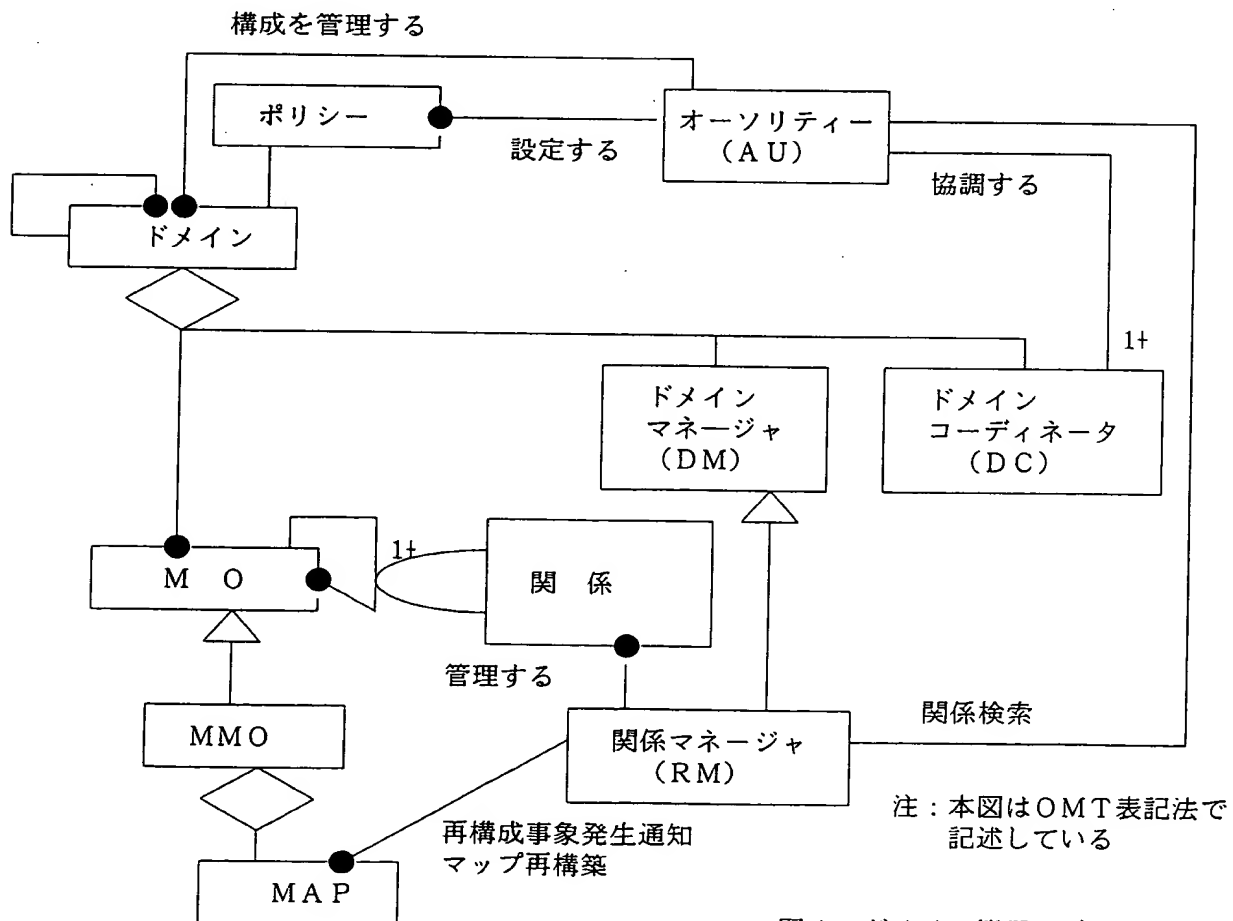 構成を管理する
ポリシー
設定する
オーソリティー
（ＡＵ）
協調する
ドメイン
1+
ドメイン
マネージャ
（ＤＭ）
ドメイン
コーディネータ
（ＤＣ）
Ｍ Ｏ
1+
関 係
管理する
ＭＭＯ
関係マネージャ
（ＲＭ）
関係検索
再構成事象発生通知
マップ再構築
ＭＡＰ
注：本図はＯＭＴ表記法で
記述している